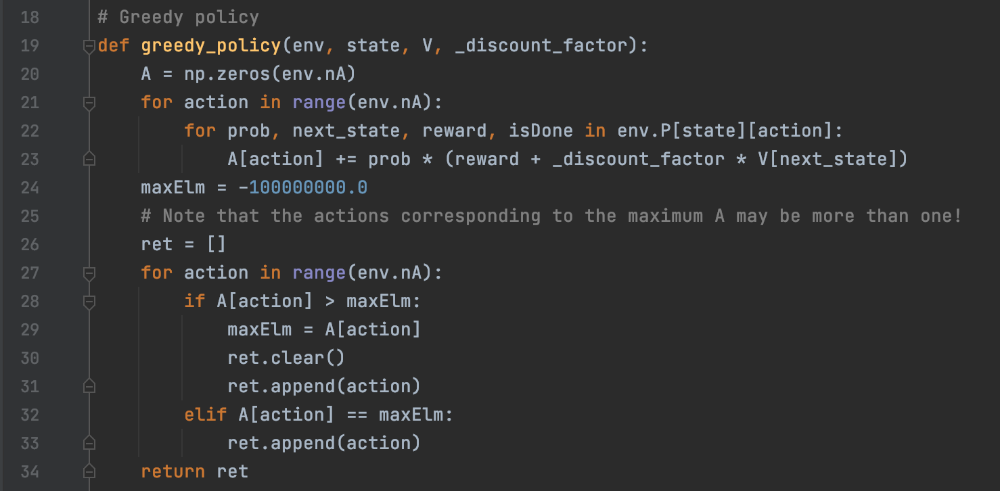 18 # Greedy policy
19 def greedy_policy(env, state, V, _discount_factor):
20     A = np.zeros(env.nA)
21     for action in range(env.nA):
22         for prob, next_state, reward, isDone in env.P[state][action]:
23             A[action] += prob * (reward + _discount_factor * V[next_state])
24     maxElm = -100000000.0
25     # Note that the actions corresponding to the maximum A may be more than one!
26     ret = []
27     for action in range(env.nA):
28         if A[action] > maxElm:
29             maxElm = A[action]
30             ret.clear()
31             ret.append(action)
32         elif A[action] == maxElm:
33             ret.append(action)
34     return ret